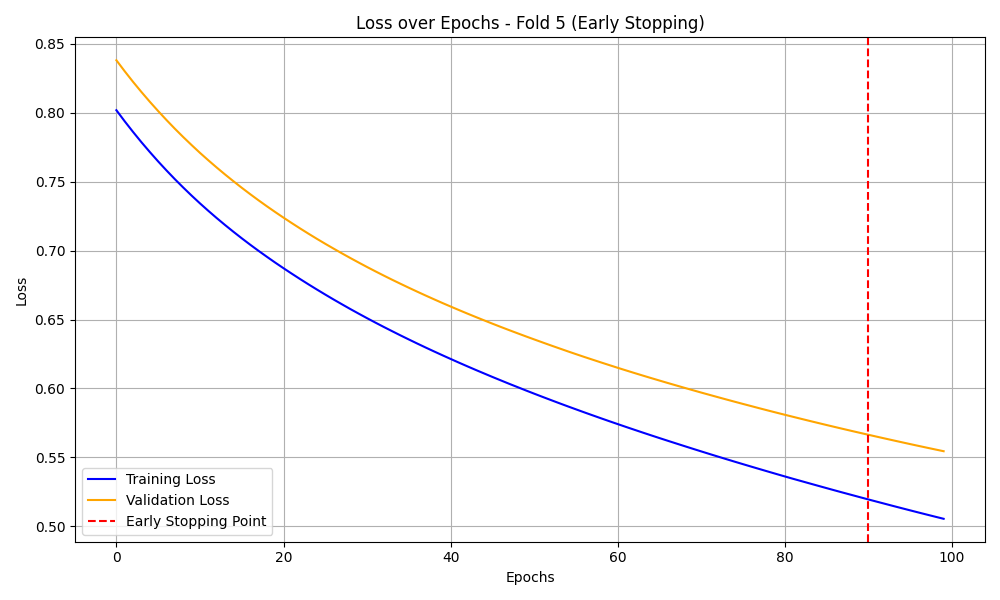 Loss over Epochs - Fold 5 (Early Stopping)
Loss
0.85
0.80
0.75
0.70
0.65
0.60
0.55
0.50
Training Loss
Validation Loss
Early Stopping Point
0 20 40 60 80 100
Epochs